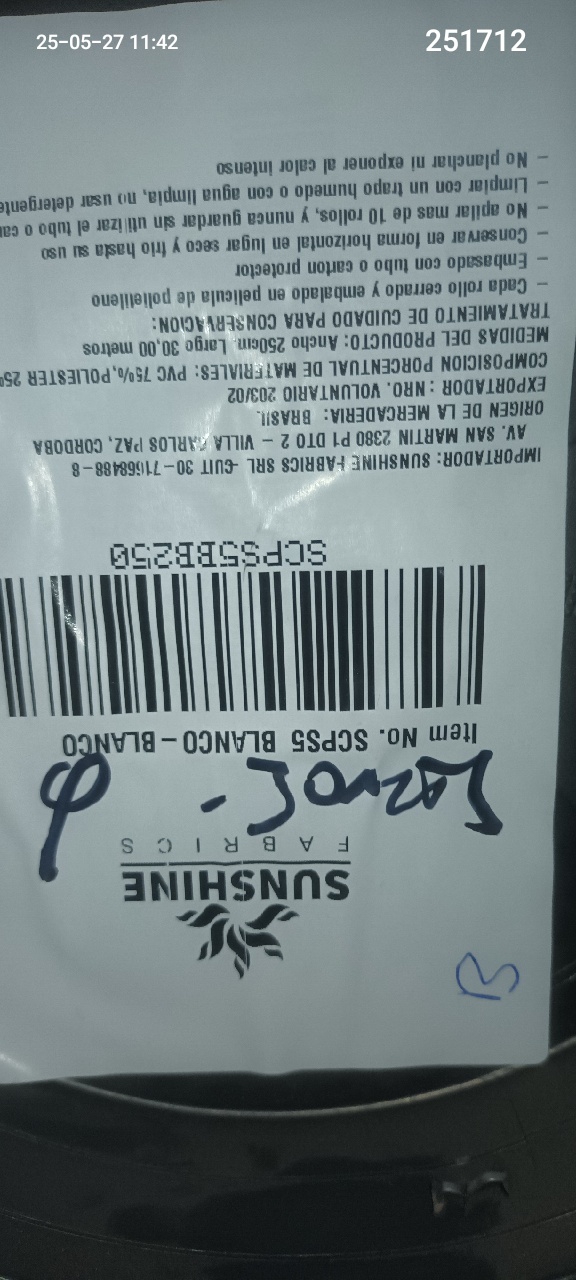 25-05-27 11:42
251712
SUNSHINE
FABRICS
Item No. SCPS5 BLANCO-BLANCO
SCPS5BB250
IMPORTADOR: SUNSHINE FABRICS SRL -CUIT 30-71668488-8
AV. SAN MARTIN 2380 P1 DTO 2 - VILLA CARLOS PAZ, CORDOBA
ORIGEN DE LA MERCADERIA: BRASIL.
EXPORTADOR : NRO. VOLUNTARIO 203/02
COMPOSICION PORCENTUAL DE MATERIALES: PVC 75%,POLIESTER 25%
MEDIDAS DEL PRODUCTO: Ancho 250cm. Largo 30,00 metros
TRATAMIENTO DE CUIDADO PARA CONSERVACION:
- Cada rollo cerrado y embalado en pelicula de polietileno
- Embasado con tubo o carton protector
- Conservar en forma horizontal en lugar seco y frio hasta su uso
- No apilar mas de 10 rollos, y nunca guardar sin utilizar el tubo o
- Limpiar con un trapo humedo o con agua limpia, no usar detergente
- No planchar ni exponer al calor intenso